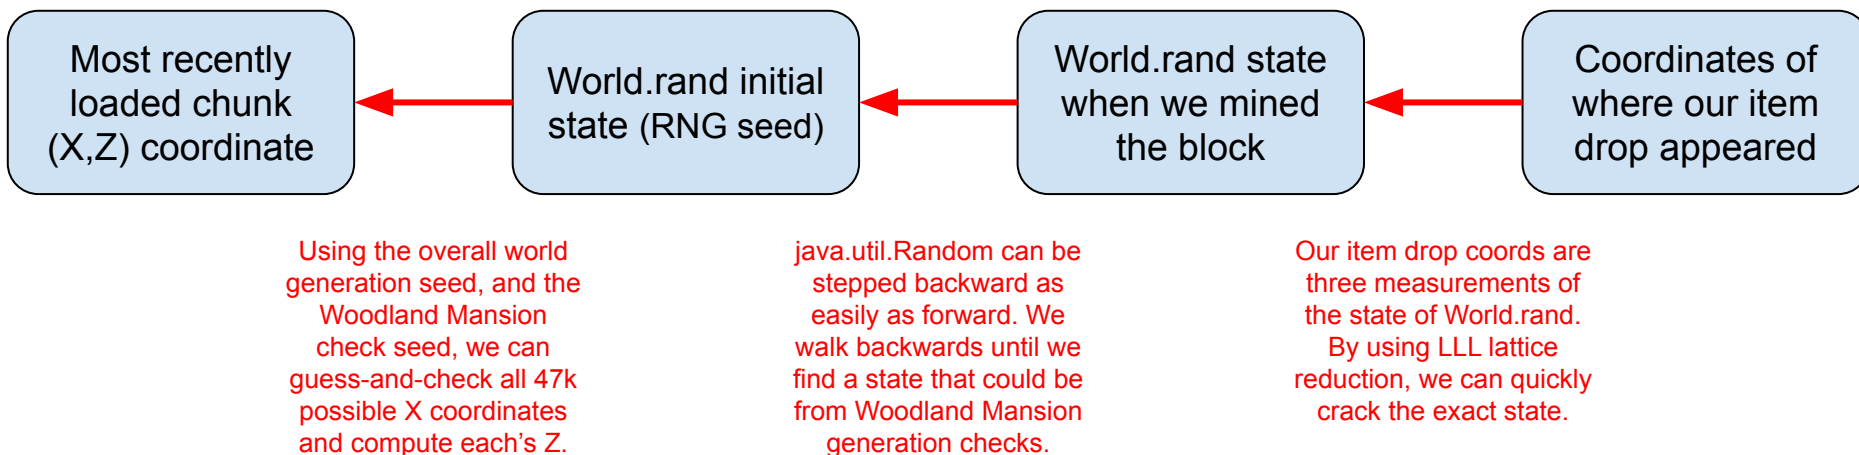 Most recently
loaded chunk
(X,Z) coordinate
World.rand initial
state (RNG seed)
World.rand state
when we mined
the block
Coordinates of
where our item
drop appeared
Using the overall world
generation seed, and the
Woodland Mansion
check seed, we can
guess-and-check all 47k
possible X coordinates
and compute each’s Z.
java.util.Random can be
stepped backward as
easily as forward. We
walk backwards until we
find a state that could be
from Woodland Mansion
generation checks.
Our item drop coords are
three measurements of
the state of World.rand.
By using LLL lattice
reduction, we can quickly
crack the exact state.